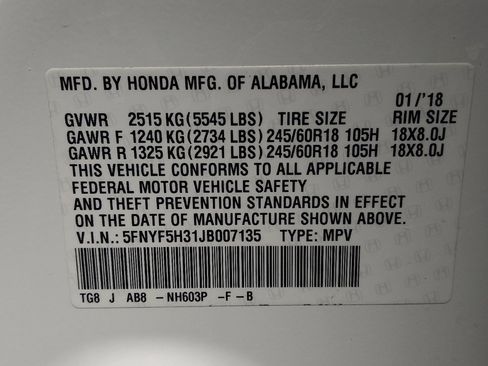 MFD. BY HONDA MFG. OF ALABAMA, LLC
01/'18
GVWR 2515 KG (5545 LBS) TIRE SIZE RIM SIZE
GAWR F 1240 KG (2734 LBS) 245/60R18 105H 18X8.0J
GAWR R 1325 KG (2921 LBS) 245/60R18 105H 18X8.0J
THIS VEHICLE CONFORMS TO ALL APPLICABLE
FEDERAL MOTOR VEHICLE SAFETY
AND THEFT PREVENTION STANDARDS IN EFFECT
ON THE DATE OF MANUFACTURE SHOWN ABOVE.
V.I.N.: 5FNYF5H31JB007135 TYPE: MPV
TG8 J AB8 -NH603P -F -B